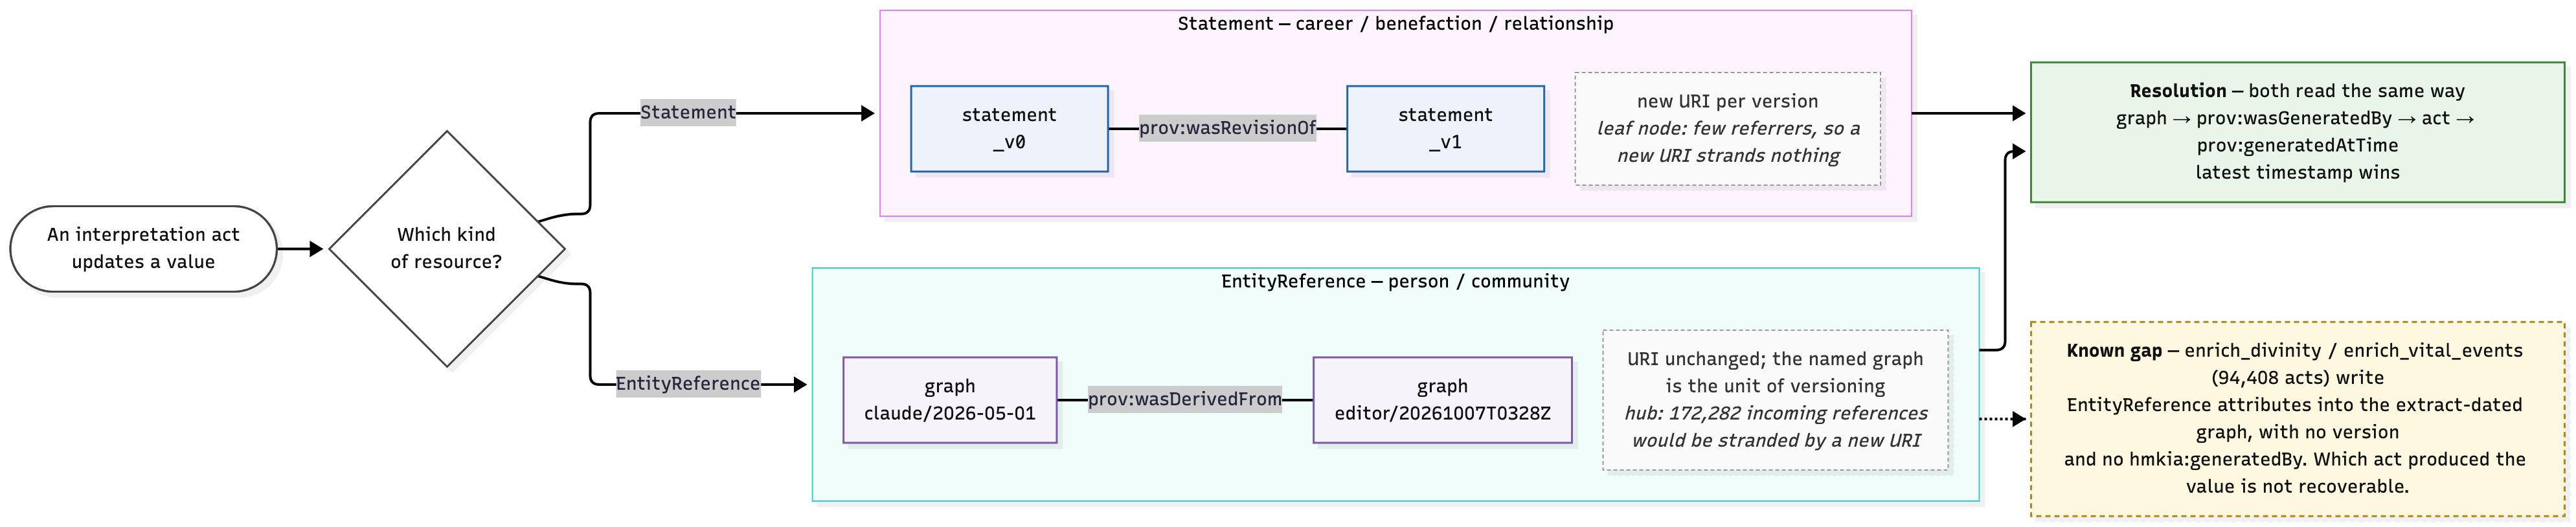 An interpretation act
updates a value
Which kind
of resource?
Statement
EntityReference
Statement – career / benefaction / relationship
statement
_v0
prov:wasRevisionOf
statement
_v1
new URI per version
leaf node: few referrers, so a
new URI strands nothing
EntityReference – person / community
graph
claude/2026-05-01
prov:wasDerivedFrom
graph
editor/20261007T0328Z
URI unchanged; the named graph
is the unit of versioning
hub: 172,282 incoming references
would be stranded by a new URI
Resolution – both read the same way
graph → prov:wasGeneratedBy → act →
prov:generatedAtTime
latest timestamp wins
Known gap – enrich_divinity / enrich_vital_events
(94,408 acts) write
EntityReference attributes into the extract-dated
graph, with no version
and no hmkia:generatedBy. Which act produced the
value is not recoverable.